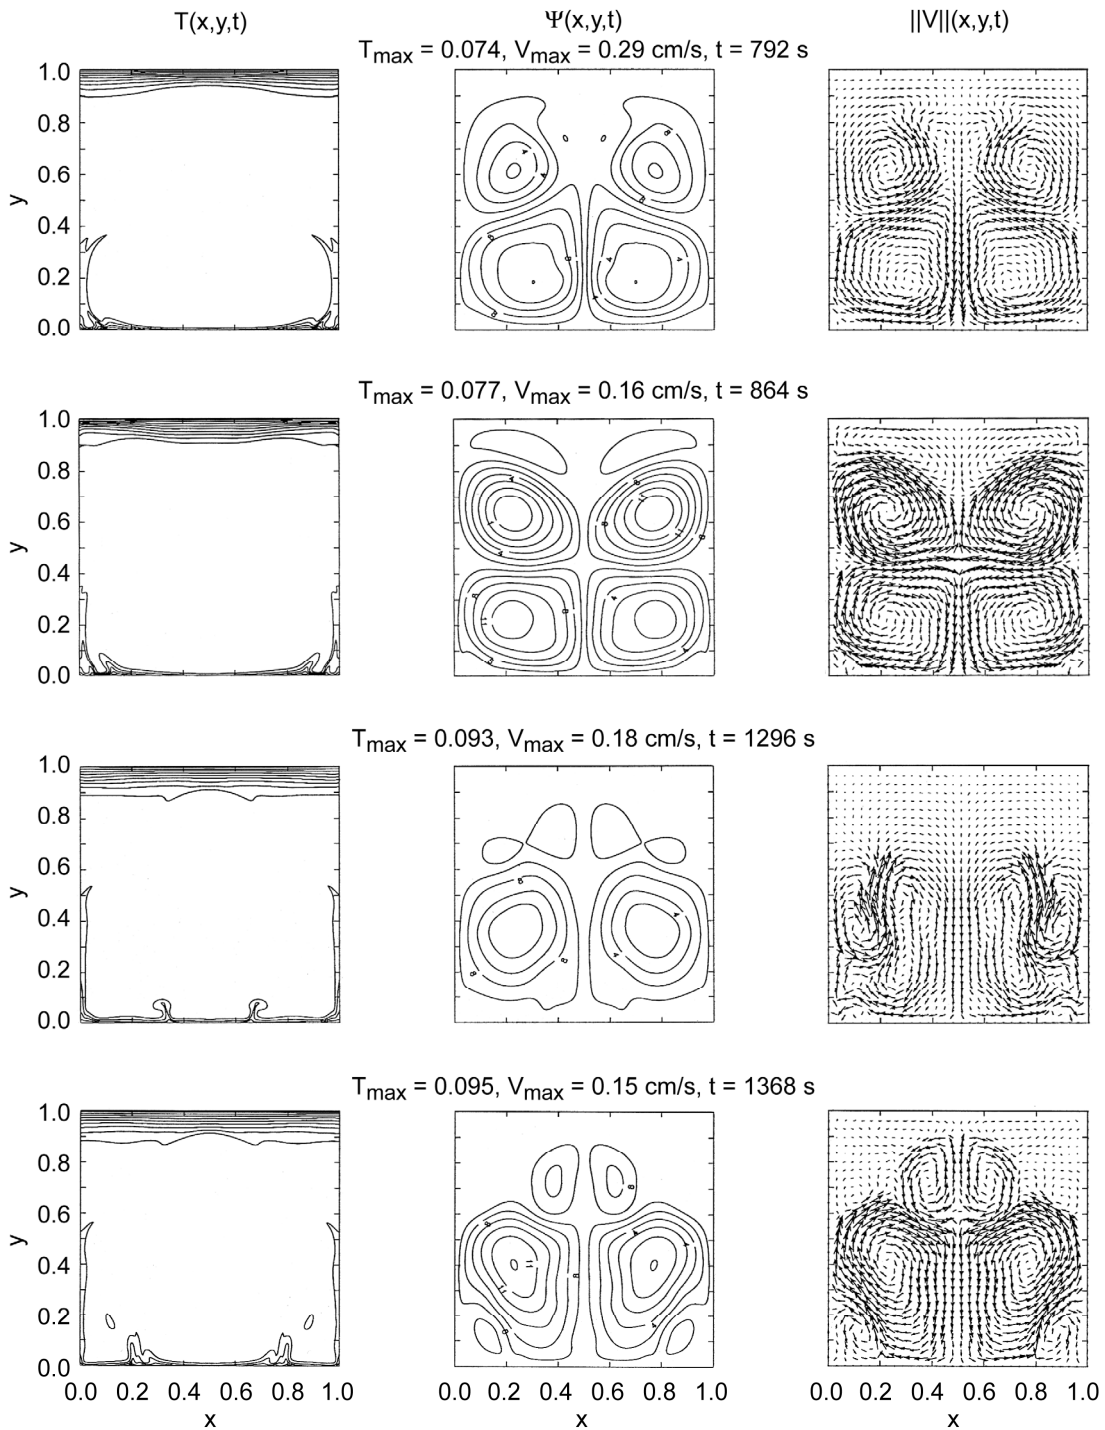 T(x,y,t) Ψ(x,y,t) ||V||(x,y,t)
Tmax = 0.074, Vmax = 0.29 cm/s, t = 792 s
1.0
0.8
0.6
y
0.4
0.2
0.0
Tmax = 0.077, Vmax = 0.16 cm/s, t = 864 s
1.0
0.8
0.6
y
0.4
0.2
0.0
Tmax = 0.093, Vmax = 0.18 cm/s, t = 1296 s
1.0
0.8
0.6
y
0.4
0.2
0.0
Tmax = 0.095, Vmax = 0.15 cm/s, t = 1368 s
1.0
0.8
0.6
y
0.4
0.2
0.0
0.0 0.2 0.4 0.6 0.8 1.0 0.0 0.2 0.4 0.6 0.8 1.0 0.0 0.2 0.4 0.6 0.8 1.0
x x x